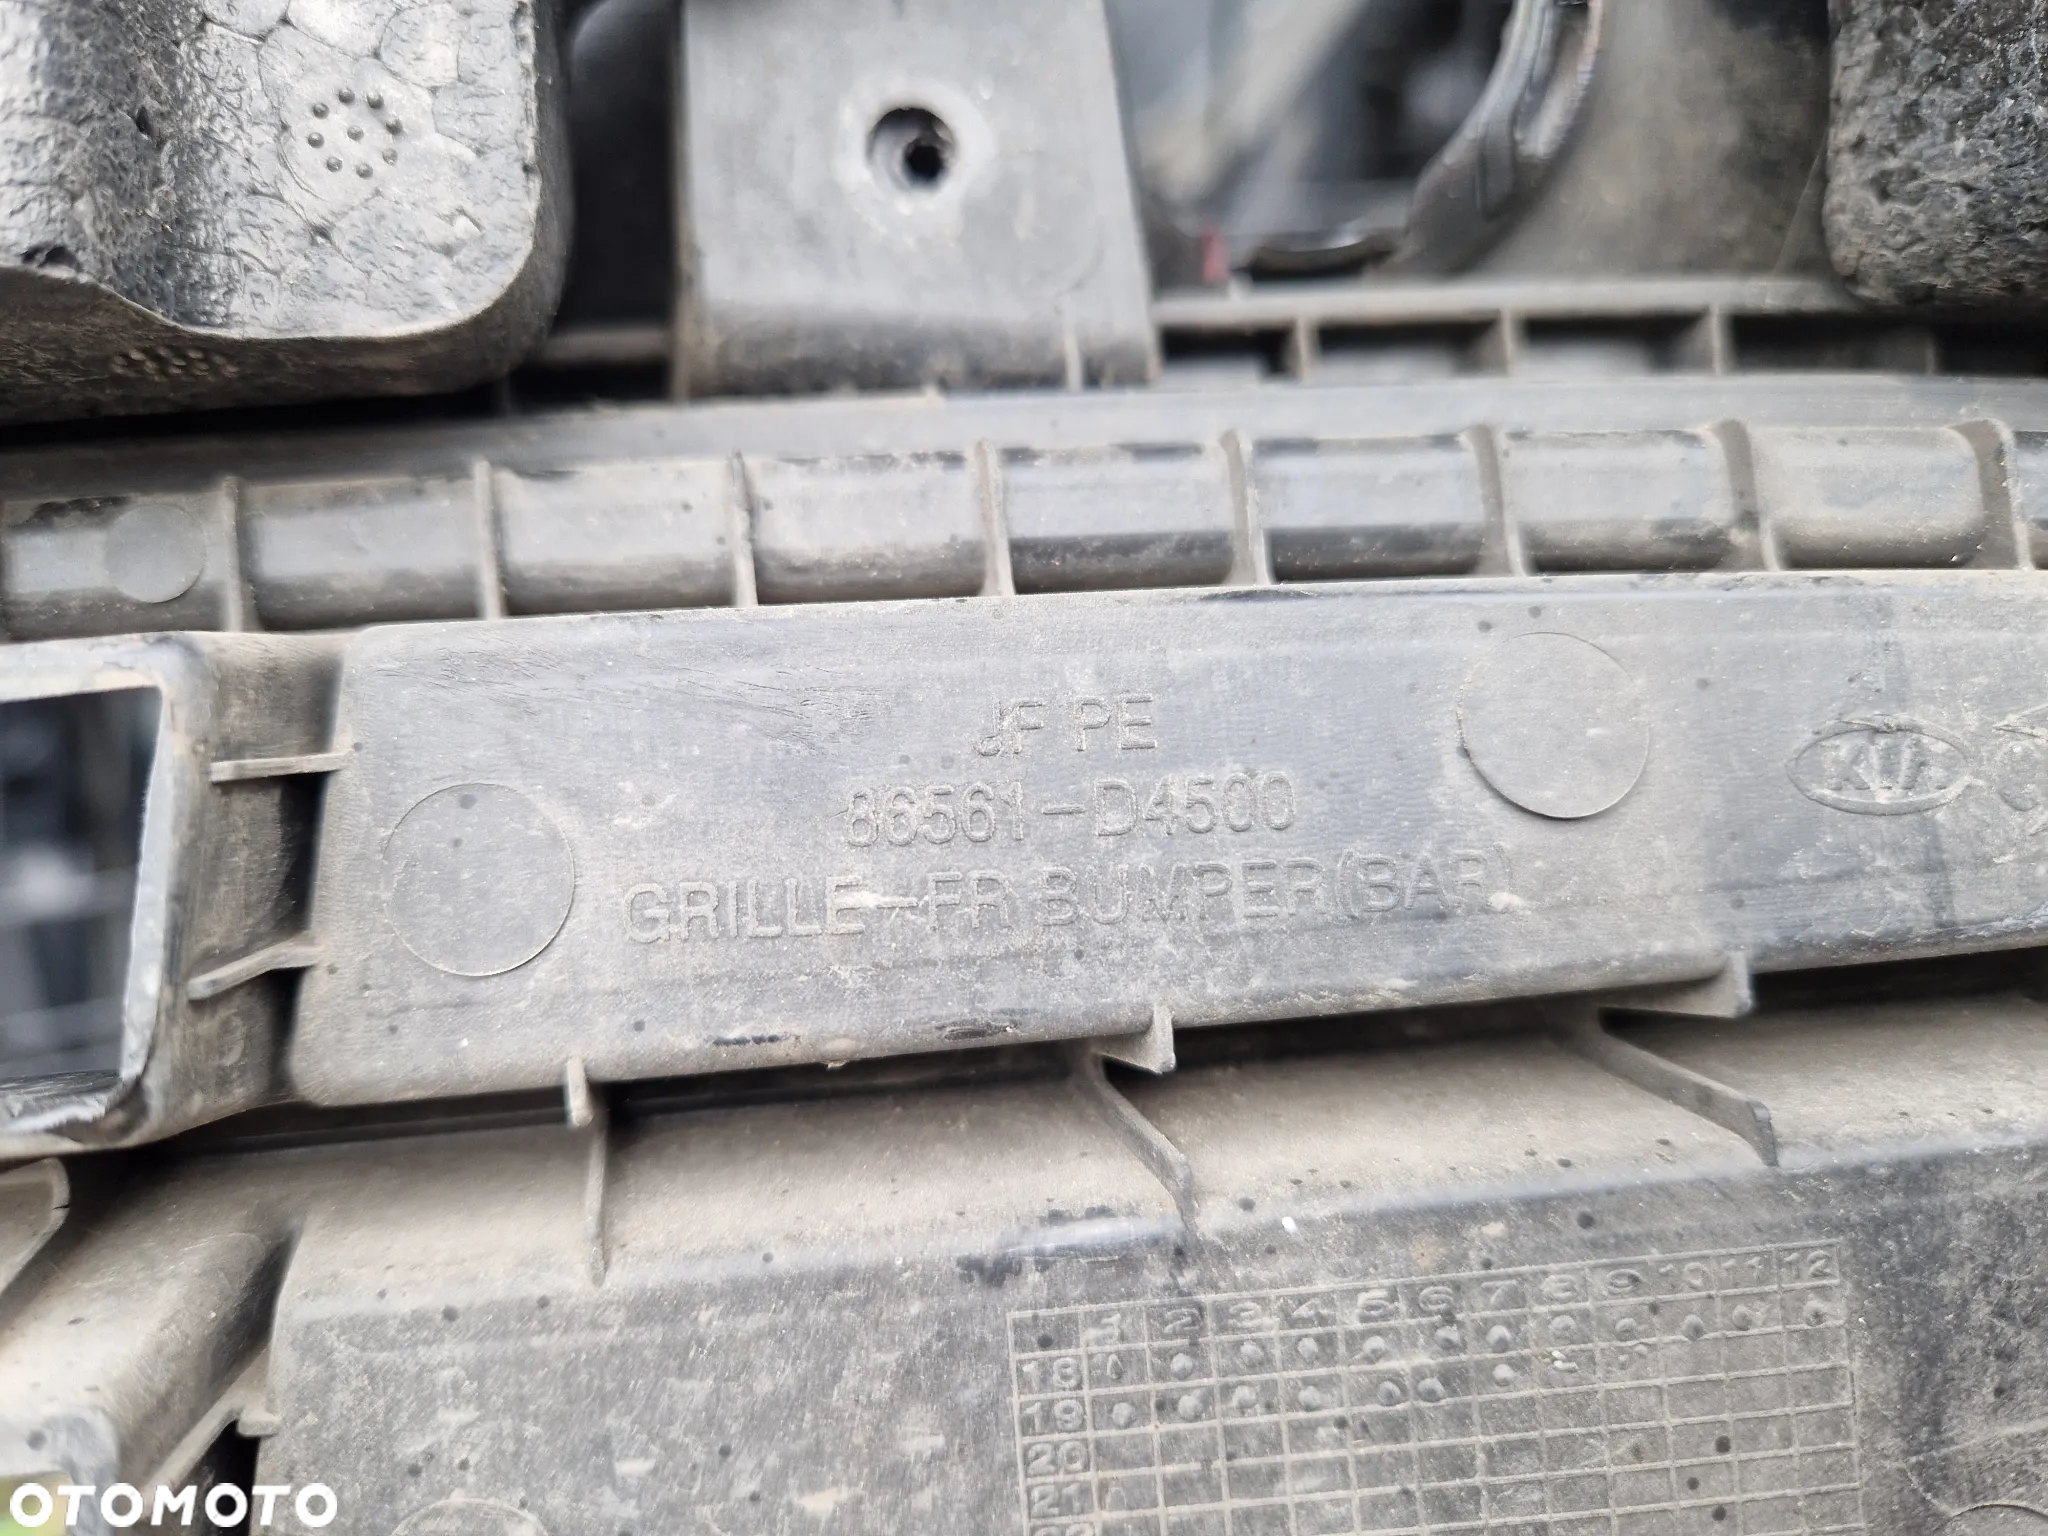 JF PE
86561-D4500
GRILLE-FR BUMPER(BAR)
KIA
1 2 3 4 5 6 7 8 9 10 11 12
18
19
20
21
OTOMOTO